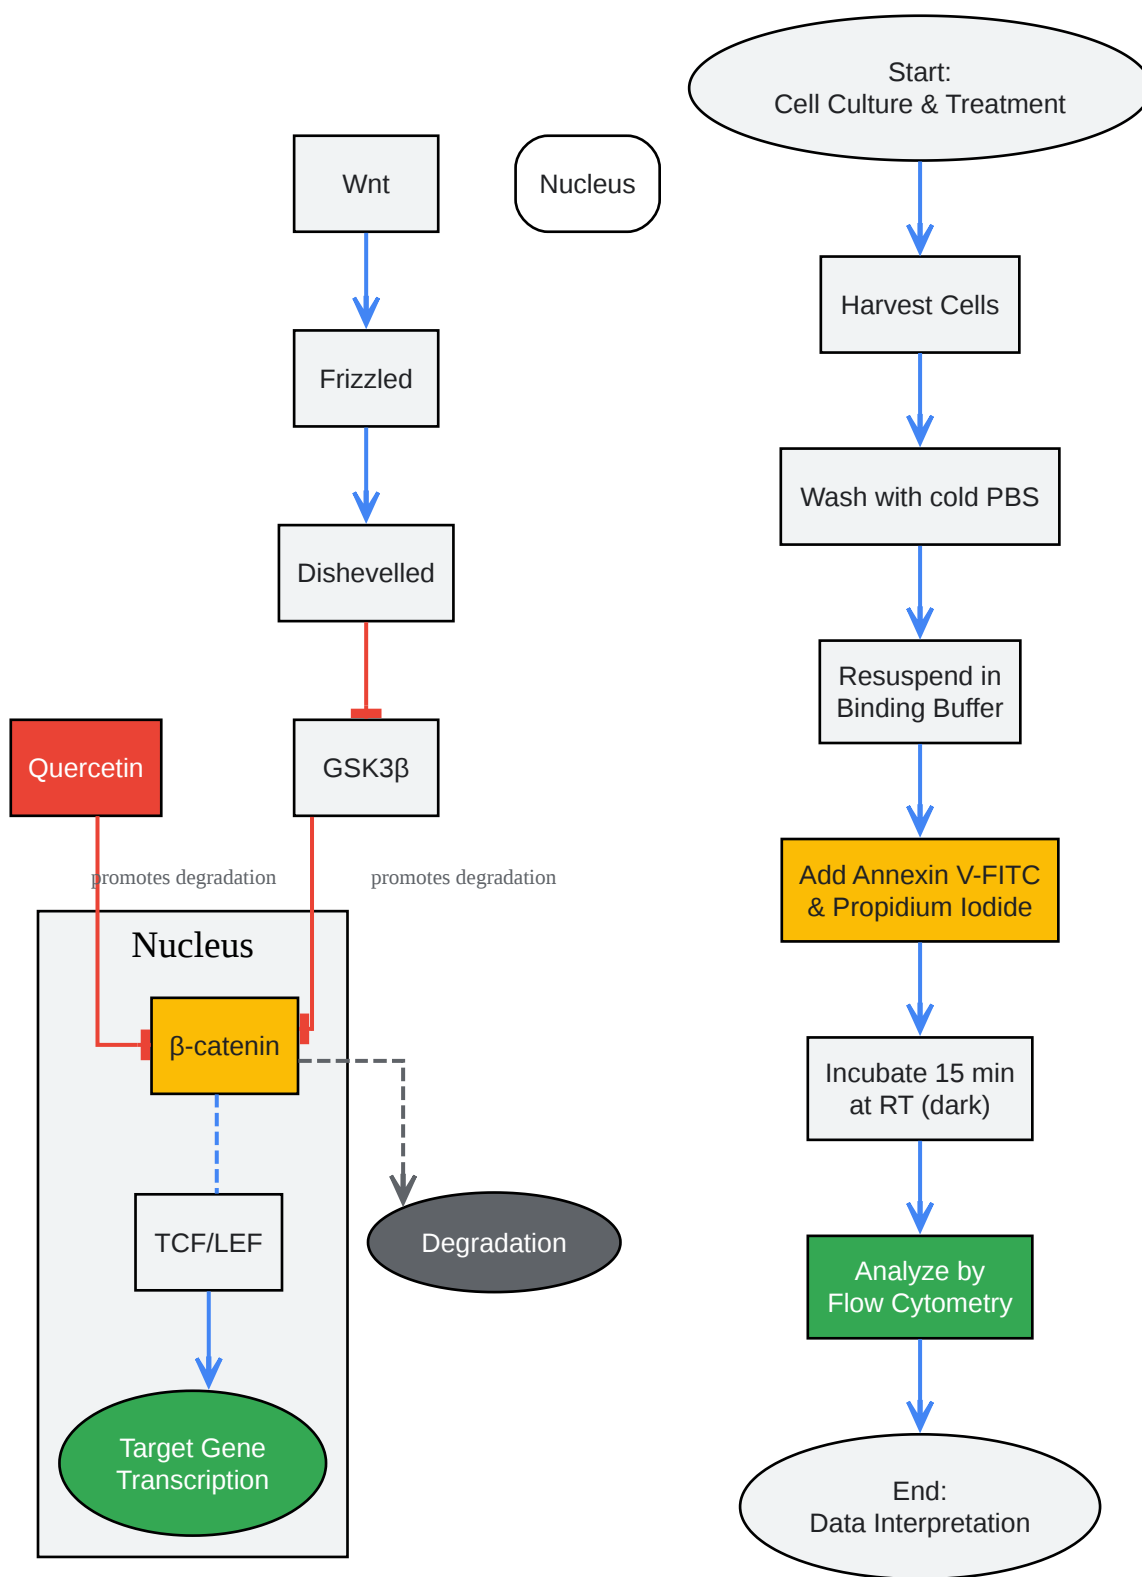 Wnt
Nucleus
Frizzled
Dishevelled
Quercetin
GSK3β
promotes degradation
promotes degradation
Nucleus
β-catenin
TCF/LEF
Degradation
Target Gene
Transcription
Start:
Cell Culture & Treatment
Harvest Cells
Wash with cold PBS
Resuspend in
Binding Buffer
Add Annexin V-FITC
& Propidium Iodide
Incubate 15 min
at RT (dark)
Analyze by
Flow Cytometry
End:
Data Interpretation